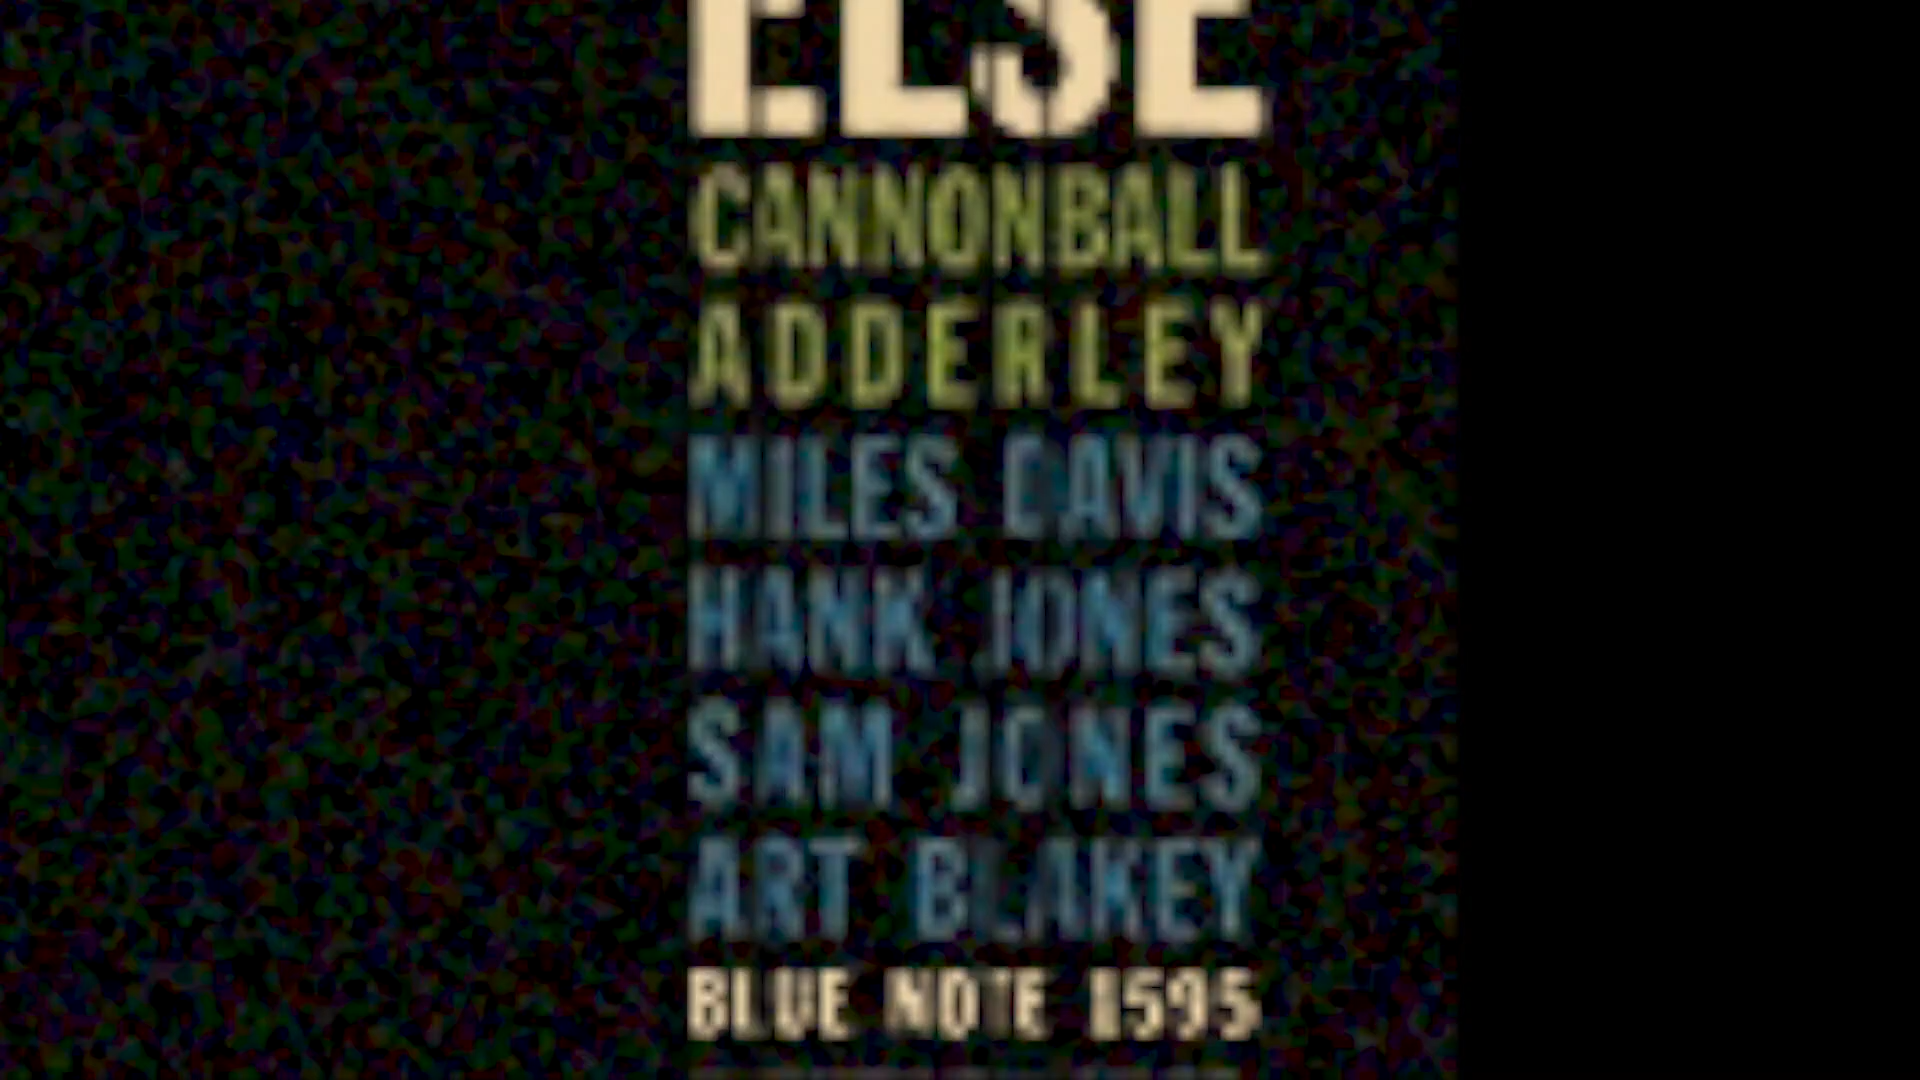 ELSE
CANNONBALL
ADDERLEY
MILES DAVIS
HANK JONES
SAM JONES
ART BLAKEY
BLUE NOTE 1595